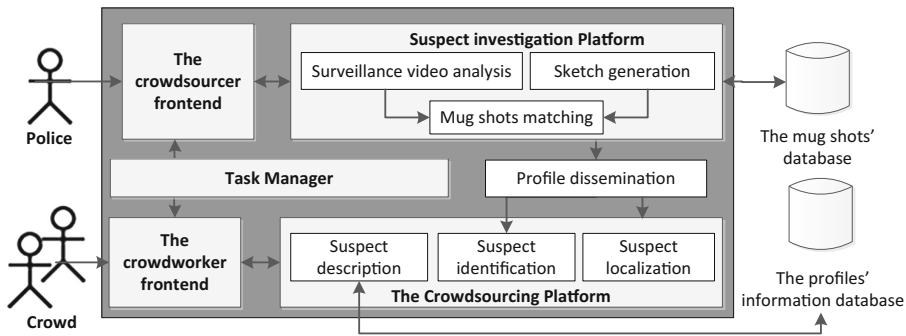 Suspect investigation Platform
The
crowdsourcer
frontend
Surveillance video analysis
Sketch generation
Mug shots matching
Police
The mug shots'
database
Task Manager
Profile dissemination
The
crowdworker
frontend
Suspect
description
Suspect
identification
Suspect
localization
The Crowdsourcing Platform
Crowd
The profiles'
information database